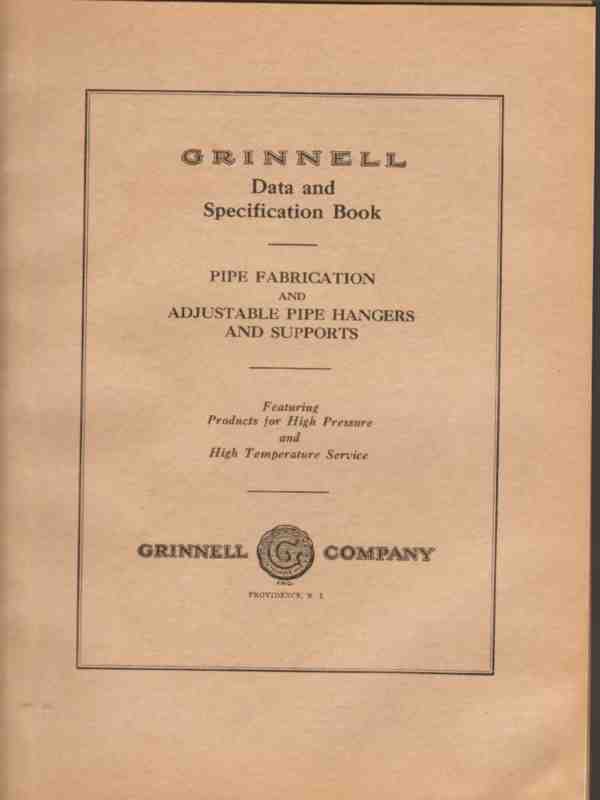 GRINNELL
Data and
Specification Book
PIPE FABRICATION
AND
ADJUSTABLE PIPE HANGERS
AND SUPPORTS
Featuring
Products for High Pressure
and
High Temperature Service
GRINNELL G COMPANY
INC.
PROVIDENCE, R. I.